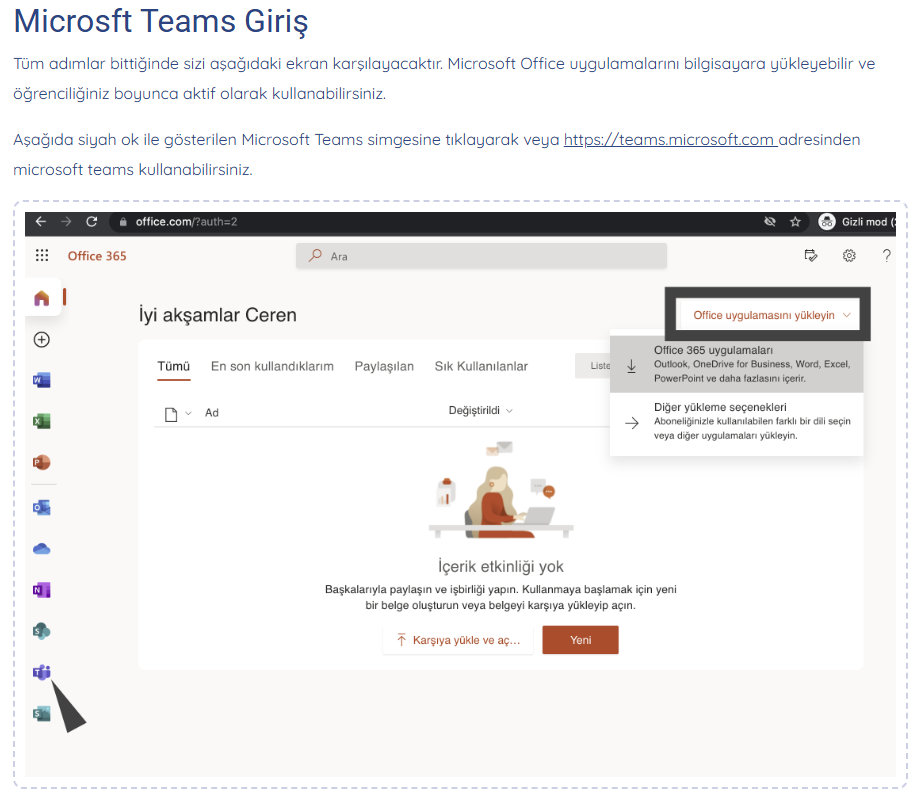 Microsft Teams Giriş
Tüm adımlar bittiğinde sizi aşağıdaki ekran karşılayacaktır. Microsoft Office uygulamalarını bilgisayara yükleyebilir ve
öğrenciliğiniz boyunca aktif olarak kullanabilirsiniz.
Aşağıda siyah ok ile gösterilen Microsoft Teams simgesine tıklayarak veya https://teams.microsoft.com adresinden
microsoft teams kullanabilirsiniz.
office.com/?auth=2
Gizli mod (
Office 365
Ara
?
İyi akşamlar Ceren
Office uygulamasını yükleyin
Tümü En son kullandıklarım Paylaşılan Sık Kullanılanlar
Liste
Office 365 uygulamaları
Outlook, OneDrive for Business, Word, Excel,
PowerPoint ve daha fazlasını içerir.
Ad Değiştirildi
Diğer yükleme seçenekleri
Aboneliğinizle kullanılabilen farklı bir dili seçin
veya diğer uygulamaları yükleyin.
W
X
P
O
N
S
T
S
İçerik etkinliği yok
Başkalarıyla paylaşın ve işbirliği yapın. Kullanmaya başlamak için yeni
bir belge oluşturun veya belgeyi karşıya yükleyip açın.
Karşıya yükle ve aç... Yeni